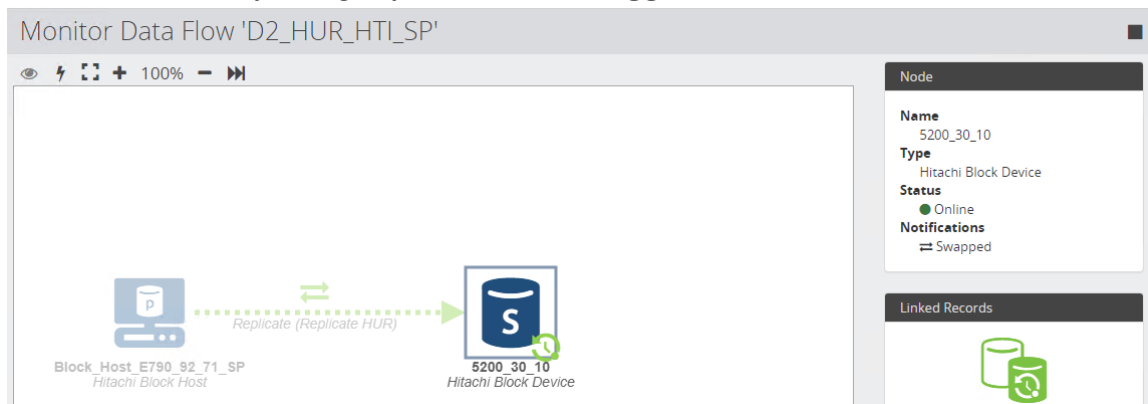 Monitor Data Flow 'D2_HUR_HTI_SP'
100%
Node
Name
5200_30_10
Type
Hitachi Block Device
Status
Online
Notifications
Swapped
Linked Records
P
Replicate (Replicate HUR)
Block_Host_E790_92_71_SP
Hitachi Block Host
S
5200_30_10
Hitachi Block Device